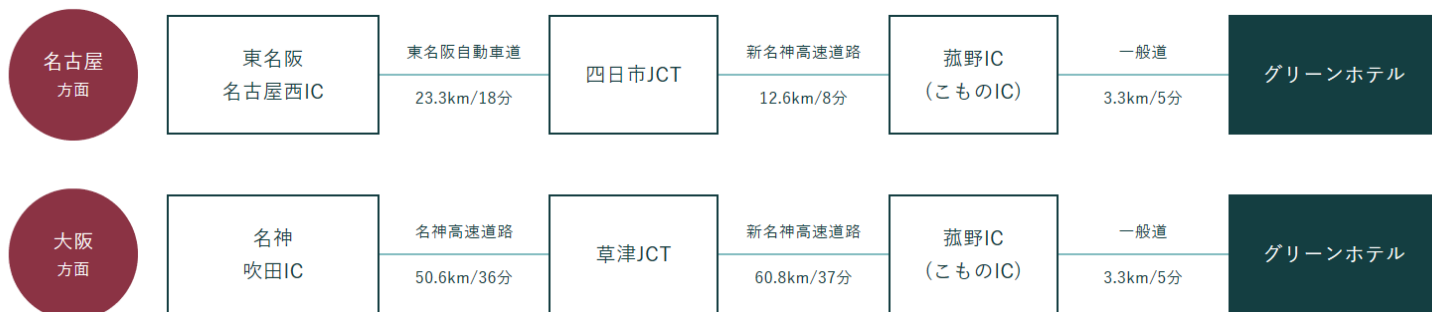 名古屋
方面
東名阪
名古屋西IC
東名阪自動車道
23.3km/18分
四日市JCT
新名神高速道路
12.6km/8分
菰野IC
(こものIC)
一般道
3.3km/5分
グリーンホテル
大阪
方面
名神
吹田IC
名神高速道路
50.6km/36分
草津JCT
新名神高速道路
60.8km/37分
菰野IC
(こものIC)
一般道
3.3km/5分
グリーンホテル